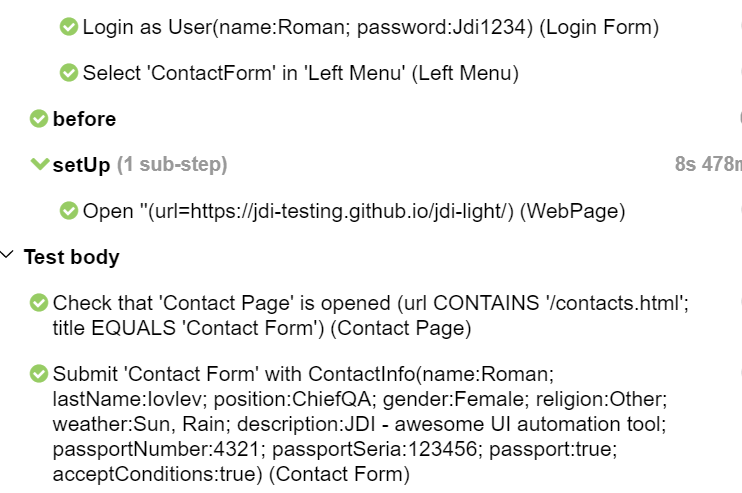 Login as User(name:Roman; password:Jdi1234) (Login Form)
Select 'ContactForm' in 'Left Menu' (Left Menu)
before
setUp (1 sub-step) 8s 478m
Open ''(url=https://jdi-testing.github.io/jdi-light/) (WebPage)
Test body
Check that 'Contact Page' is opened (url CONTAINS '/contacts.html';
title EQUALS 'Contact Form') (Contact Page)
Submit 'Contact Form' with ContactInfo(name:Roman;
lastName:Iovlev; position:ChiefQA; gender:Female; religion:Other;
weather:Sun, Rain; description:JDI - awesome UI automation tool;
passportNumber:4321; passportSeria:123456; passport:true;
acceptConditions:true) (Contact Form)